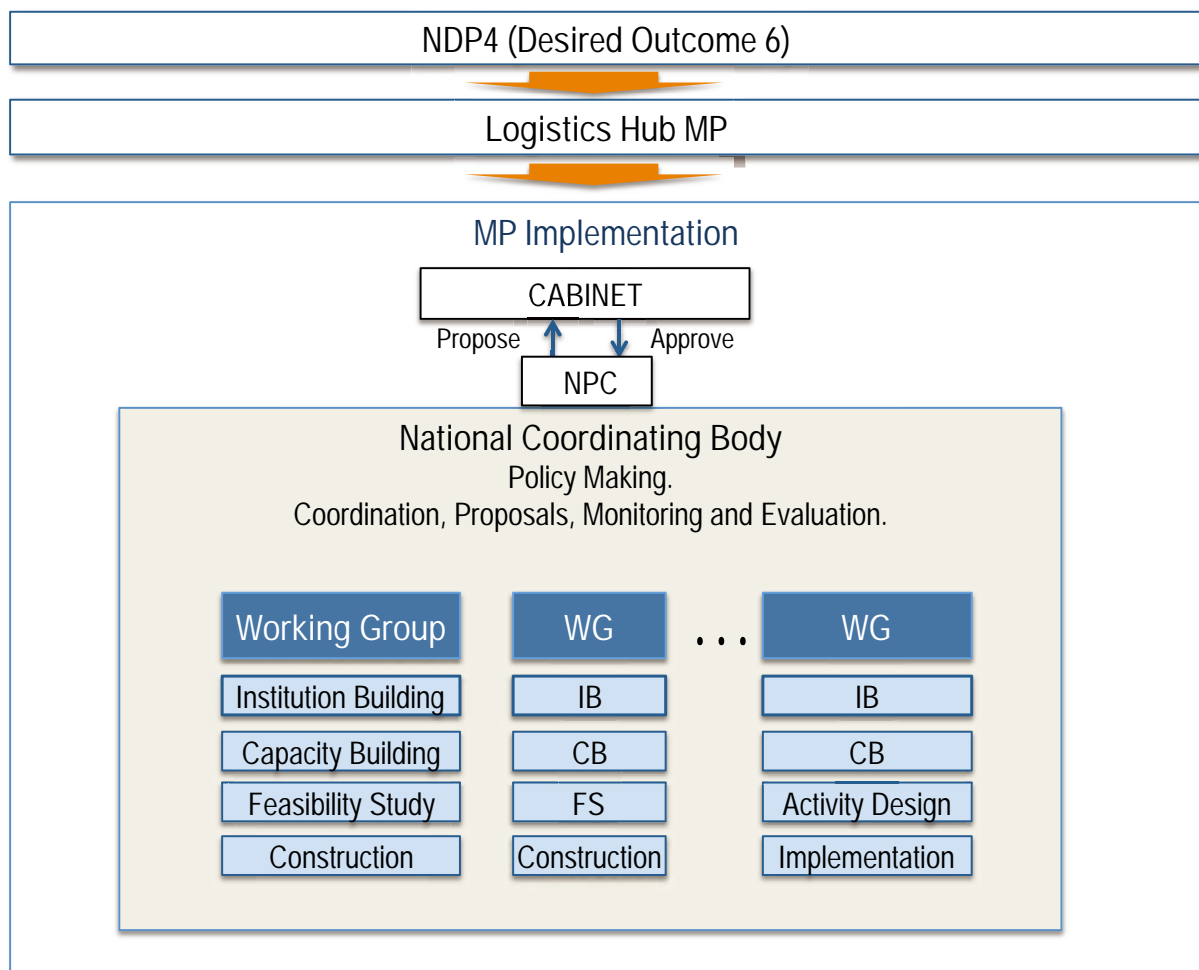 NDP4 (Desired Outcome 6)
Logistics Hub MP
MP Implementation
CABINET
Propose
Approve
NPC
National Coordinating Body
Policy Making.
Coordination, Proposals, Monitoring and Evaluation.
Working Group
WG
...
WG
Institution Building
IB
IB
Capacity Building
CB
CB
Feasibility Study
FS
Activity Design
Construction
Construction
Implementation